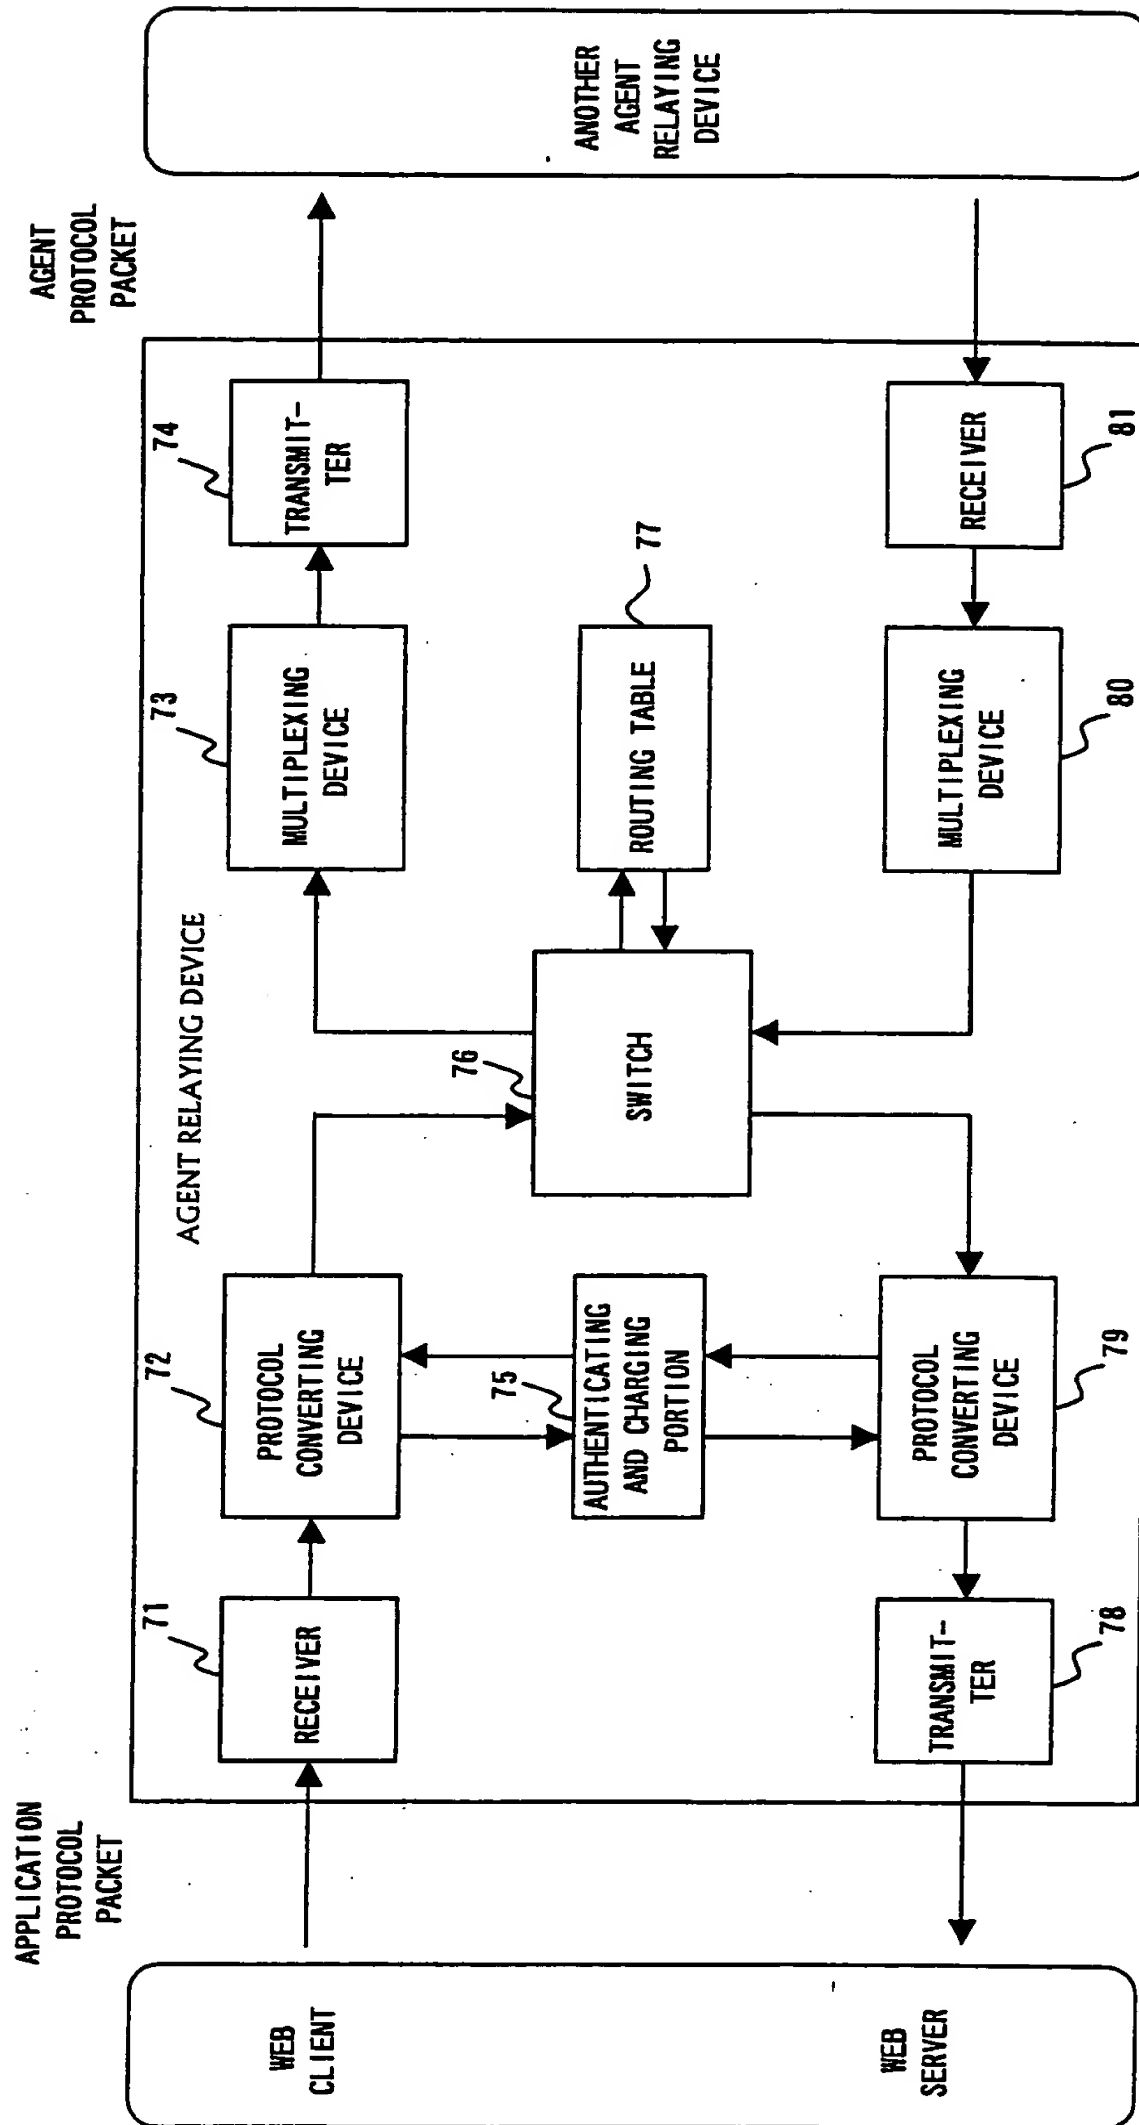 APPLICATION
PROTOCOL
PACKET
AGENT
PROTOCOL
PACKET
AGENT RELAYING DEVICE
WEB
CLIENT
71
RECEIVER
72
PROTOCOL
CONVERTING
DEVICE
73
MULTIPLEXING
DEVICE
74
TRANSMIT-
TER
75
AUTHENTICATING
AND CHARGING
PORTION
76
SWITCH
77
ROUTING TABLE
ANOTHER
AGENT
RELAYING
DEVICE
WEB
SERVER
TRANSMIT-
TER
78
PROTOCOL
CONVERTING
DEVICE
79
MULTIPLEXING
DEVICE
80
RECEIVER
81